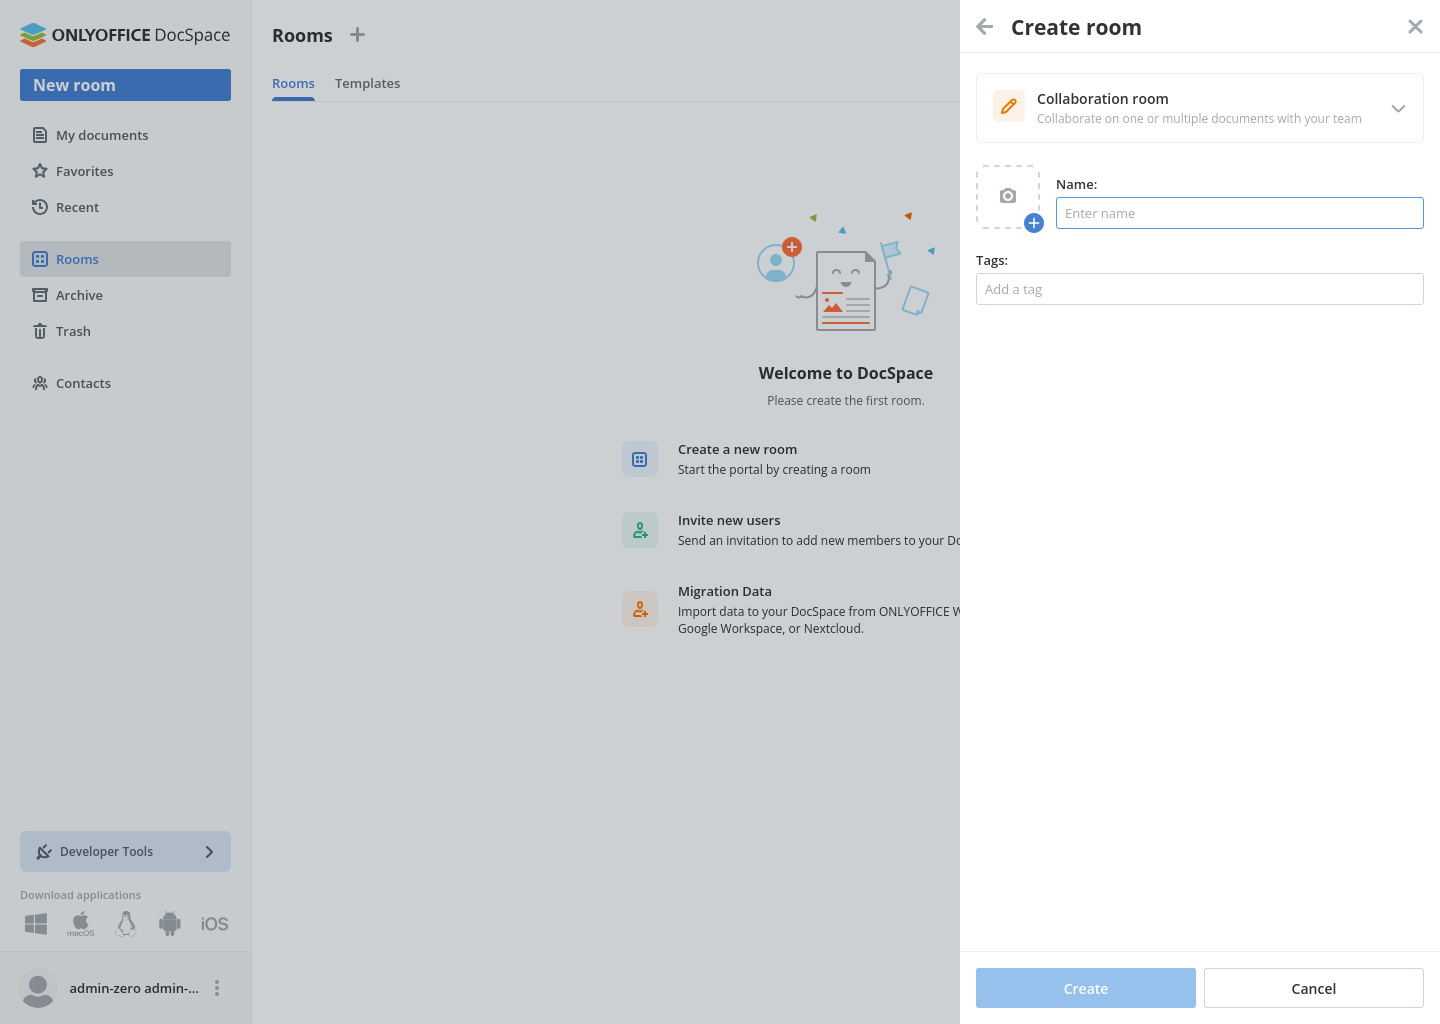 ONLYOFFICE DocSpace
New room
My documents
Favorites
Recent
Rooms
Archive
Trash
Contacts
Developer Tools
Download applications
macOS
iOS
admin-zero admin-...
Rooms
Rooms
Templates
Welcome to DocSpace
Please create the first room.
Create a new room
Start the portal by creating a room
Invite new users
Send an invitation to add new members to your Do
Migration Data
Import data to your DocSpace from ONLYOFFICE W
Google Workspace, or Nextcloud.
Create room
Collaboration room
Collaborate on one or multiple documents with your team
Name:
Enter name
Tags:
Add a tag
Create
Cancel